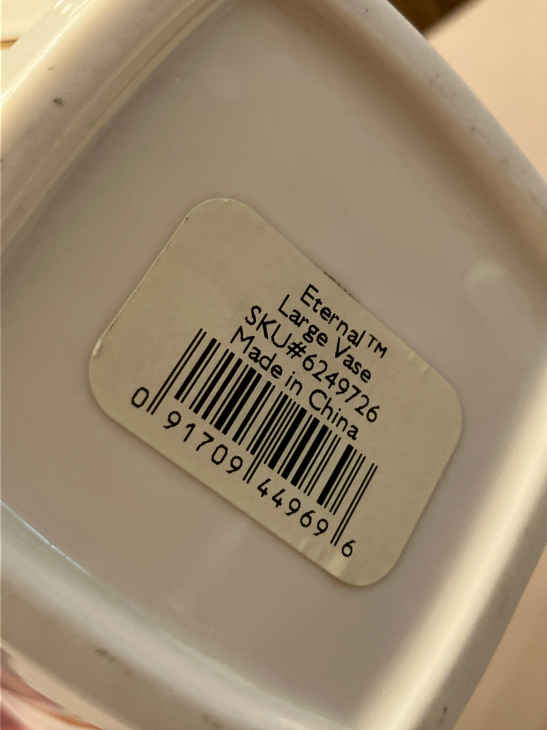 Eternal™
Large Vase
SKU#6249726
Made in China
0 91709 44969 6